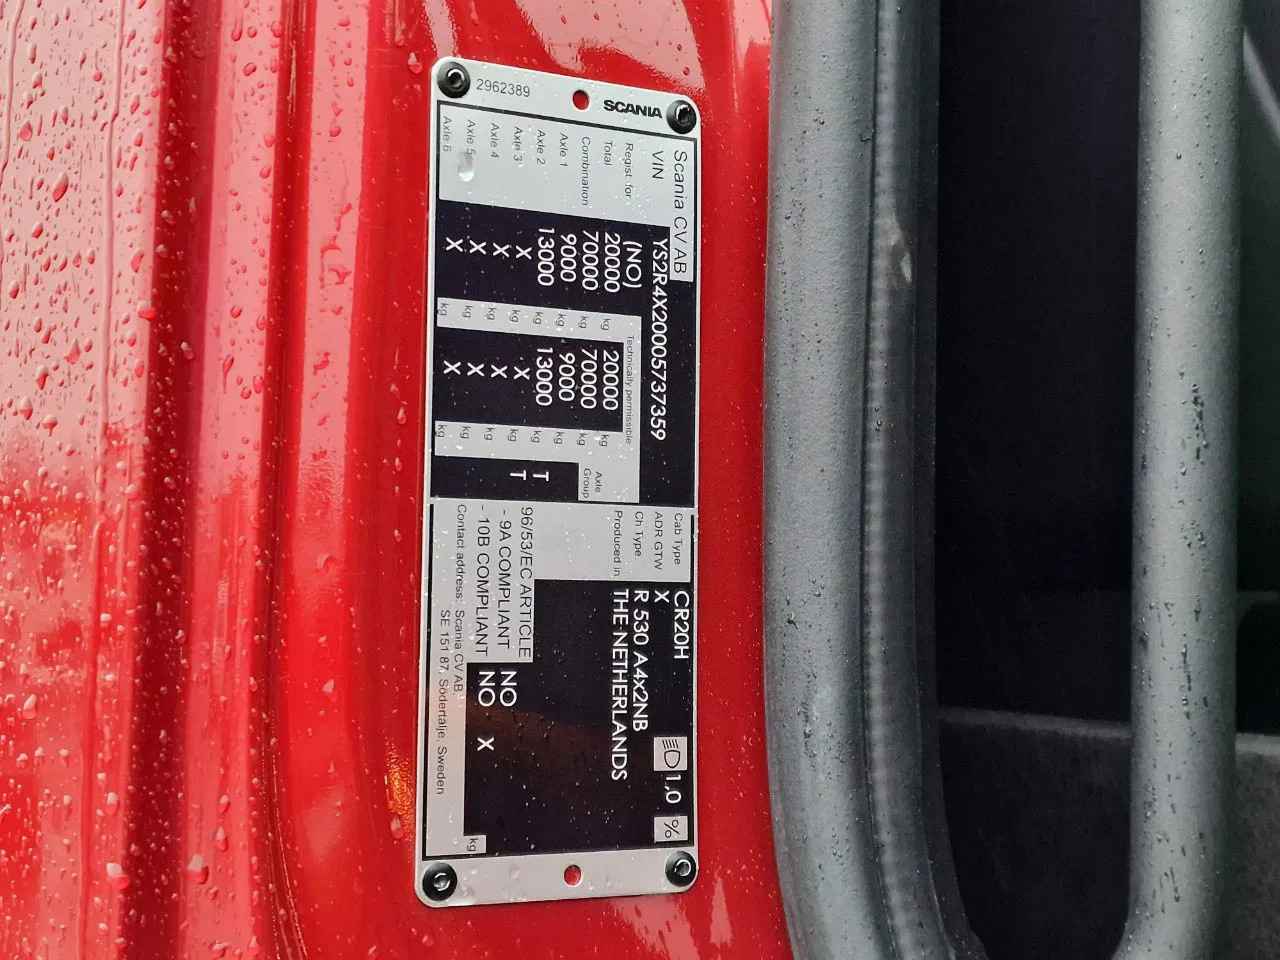 2962389 SCANIA
Scania CV AB
VIN YS2R4X20005737359
Regist. for: (NO) Technically permissible: Axle Group
Total 20000 kg 20000 kg
Combination 70000 kg 70000 kg
Axle 1 9000 kg 9000 kg
Axle 2 13000 kg 13000 kg T
Axle 3 X kg X kg T
Axle 4 X kg X kg
Axle 5 X kg X kg
Axle 6 X kg X kg
Cab Type CR20H 1,0 %
ADR GTW X
Ch Type R 530 A4x2NB
Produced in THE NETHERLANDS
96/53/EC ARTICLE
- 9A COMPLIANT NO
- 10B COMPLIANT NO X kg
Contact address: Scania CV AB
SE 151 87, Södertälje, Sweden